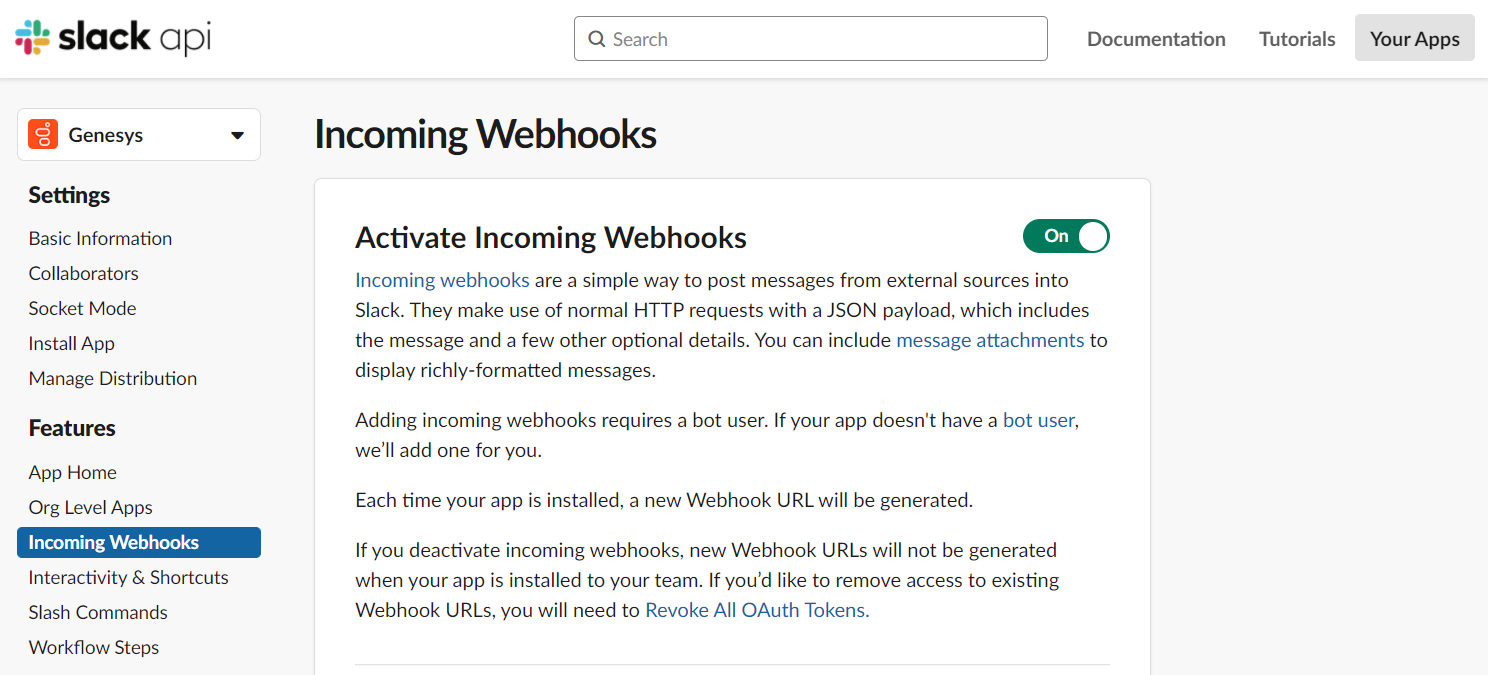 slack api
Search
Documentation
Tutorials
Your Apps
Genesys
Settings
Basic Information
Collaborators
Socket Mode
Install App
Manage Distribution
Features
App Home
Org Level Apps
Incoming Webhooks
Interactivity & Shortcuts
Slash Commands
Workflow Steps
Incoming Webhooks
Activate Incoming Webhooks
On
Incoming webhooks are a simple way to post messages from external sources into
Slack. They make use of normal HTTP requests with a JSON payload, which includes
the message and a few other optional details. You can include message attachments to
display richly-formatted messages.
Adding incoming webhooks requires a bot user. If your app doesn't have a bot user,
we’ll add one for you.
Each time your app is installed, a new Webhook URL will be generated.
If you deactivate incoming webhooks, new Webhook URLs will not be generated
when your app is installed to your team. If you’d like to remove access to existing
Webhook URLs, you will need to Revoke All OAuth Tokens.